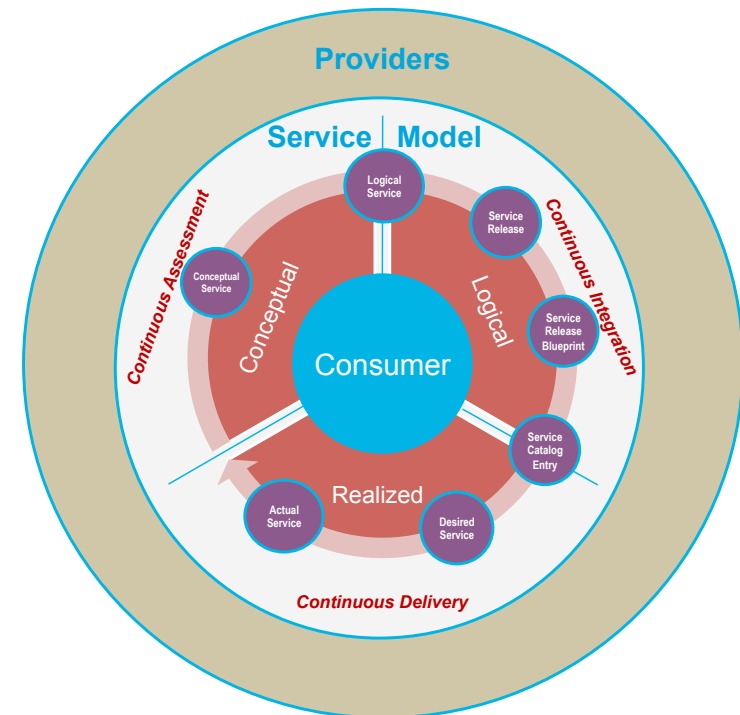 Providers
Service Model
Logical
Service
Service
Release
Continuous Assessment
Continuous Integration
Conceptual
Service
Conceptual
Logical
Service
Release
Blueprint
Consumer
Service
Catalog
Entry
Realized
Actual
Service
Desired
Service
Continuous Delivery